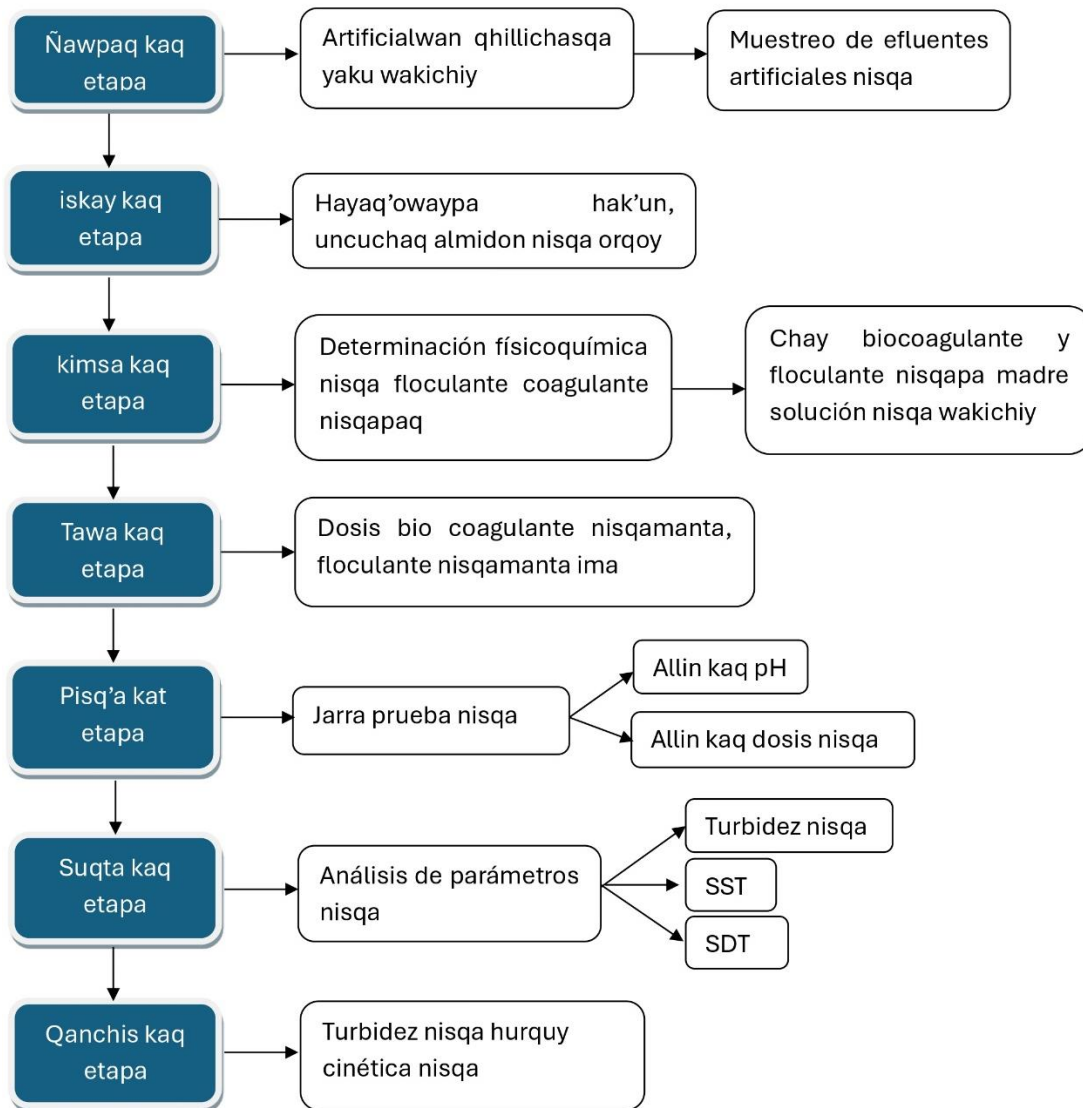 Ñawpaq kaq
etapa
Artificialwan qhillichasqa
yaku wakichiy
Muestreo de efluentes
artificiales nisqa
iskay kaq
etapa
Hayaq’owaypa hak’un,
uncuchaq almidon nisqa orqoy
kimsa kaq
etapa
Determinación físicoquímica
nisqa floculante coagulante
nisqapaq
Chay biocoagulante y
floculante nisqapa madre
solución nisqa wakichiy
Tawa kaq
etapa
Dosis bio coagulante nisqamanta,
floculante nisqamanta ima
Pisq’a kat
etapa
Jarra prueba nisqa
Allin kaq pH
Allin kaq dosis nisqa
Suqta kaq
etapa
Análisis de parámetros
nisqa
Turbidez nisqa
SST
SDT
Qanchis kaq
etapa
Turbidez nisqa hurquy
cinética nisqa